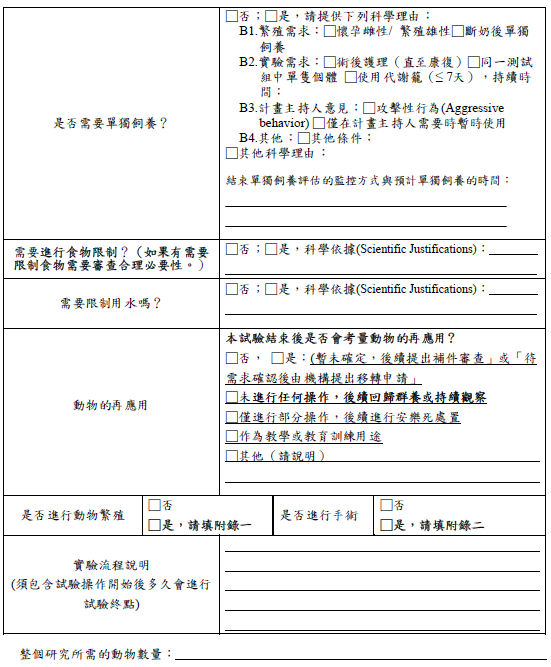 是否需要單獨飼養？
□否；□是，請提供下列科學理由：
B1.繁殖需求：□懷孕雌性/ 繁殖雄性□斷奶後單獨
飼養
B2.實驗需求：□術後護理（直至康復）□同一測試
組中單隻個體 □使用代謝籠（≤ 7天），持續時
間：
B3.計畫主持人意見：□攻擊性行為(Aggressive
behavior) □僅在計畫主持人需要時暫時使用
B4.其他：□其他條件：
□其他科學理由：
結束單獨飼養評估的監控方式與預計單獨飼養的時間：
需要進行食物限制？（如果有需要
限制食物需要審查合理必要性。）
□否；□是，科學依據(Scientific Justifications)：
需要限制用水嗎？
□否；□是，科學依據(Scientific Justifications)：
動物的再應用
本試驗結束後是否會考量動物的再應用？
□否， □是：(暫未確定，後續提出補件審查」或「待
需求確認後由機構提出移轉申請」
□未進行任何操作，後續回歸群養或持續觀察
□僅進行部分操作，後續進行安樂死處置
□作為教學或教育訓練用途
□其他（請說明）
是否進行動物繁殖
□否
□是，請填附錄一
是否進行手術
□否
□是，請填附錄二
實驗流程說明
(須包含試驗操作開始後多久會進行
試驗終點)
整個研究所需的動物數量：